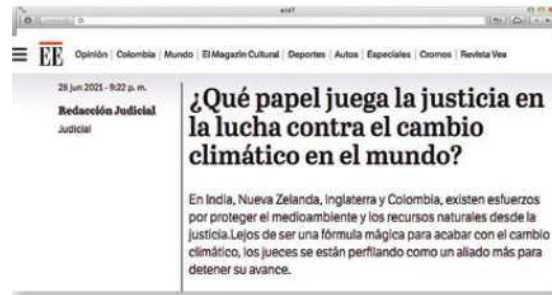 EE
Opinión | Colombia | Mundo | El Magazín Cultural | Deportes | Autos | Especiales | Cromos | Revista Vea
28 jun 2021 - 9:22 p. m.
Redacción Judicial
Judicial
¿Qué papel juega la justicia en
la lucha contra el cambio
climático en el mundo?
En India, Nueva Zelanda, Inglaterra y Colombia, existen esfuerzos
por proteger el medioambiente y los recursos naturales desde la
justicia.Lejos de ser una fórmula mágica para acabar con el cambio
climático, los jueces se están perfilando como un aliado más para
detener su avance.